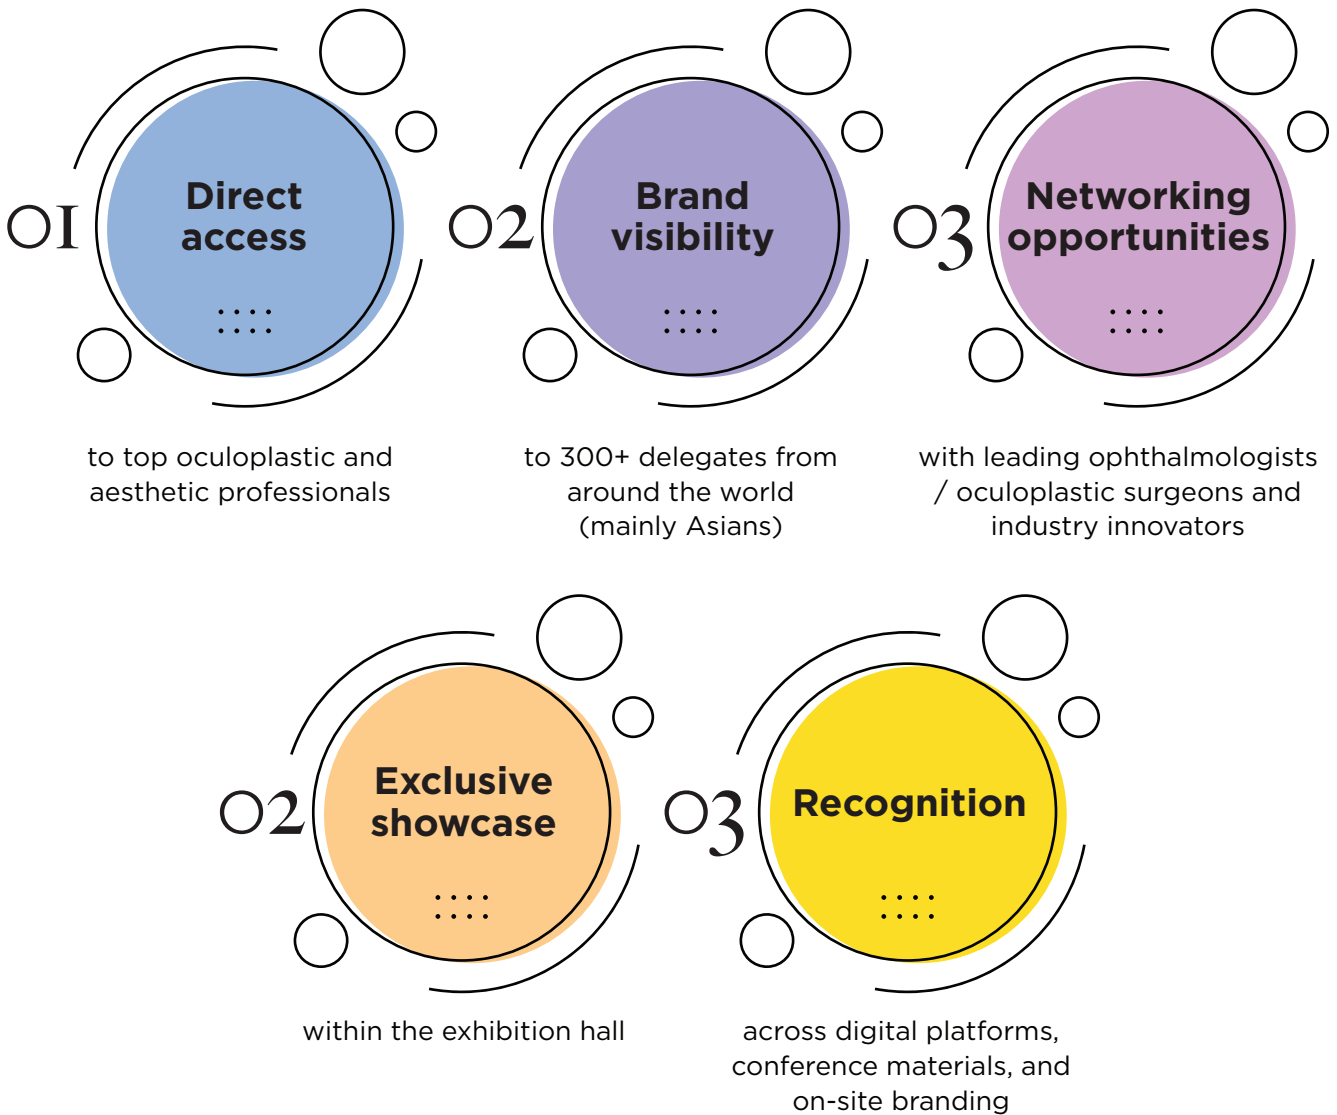 01
Direct
access
to top oculoplastic and
aesthetic professionals
02
Brand
visibility
to 300+ delegates from
around the world
(mainly Asians)
03
Networking
opportunities
with leading ophthalmologists
/ oculoplastic surgeons and
industry innovators
02
Exclusive
showcase
within the exhibition hall
03
Recognition
across digital platforms,
conference materials, and
on-site branding